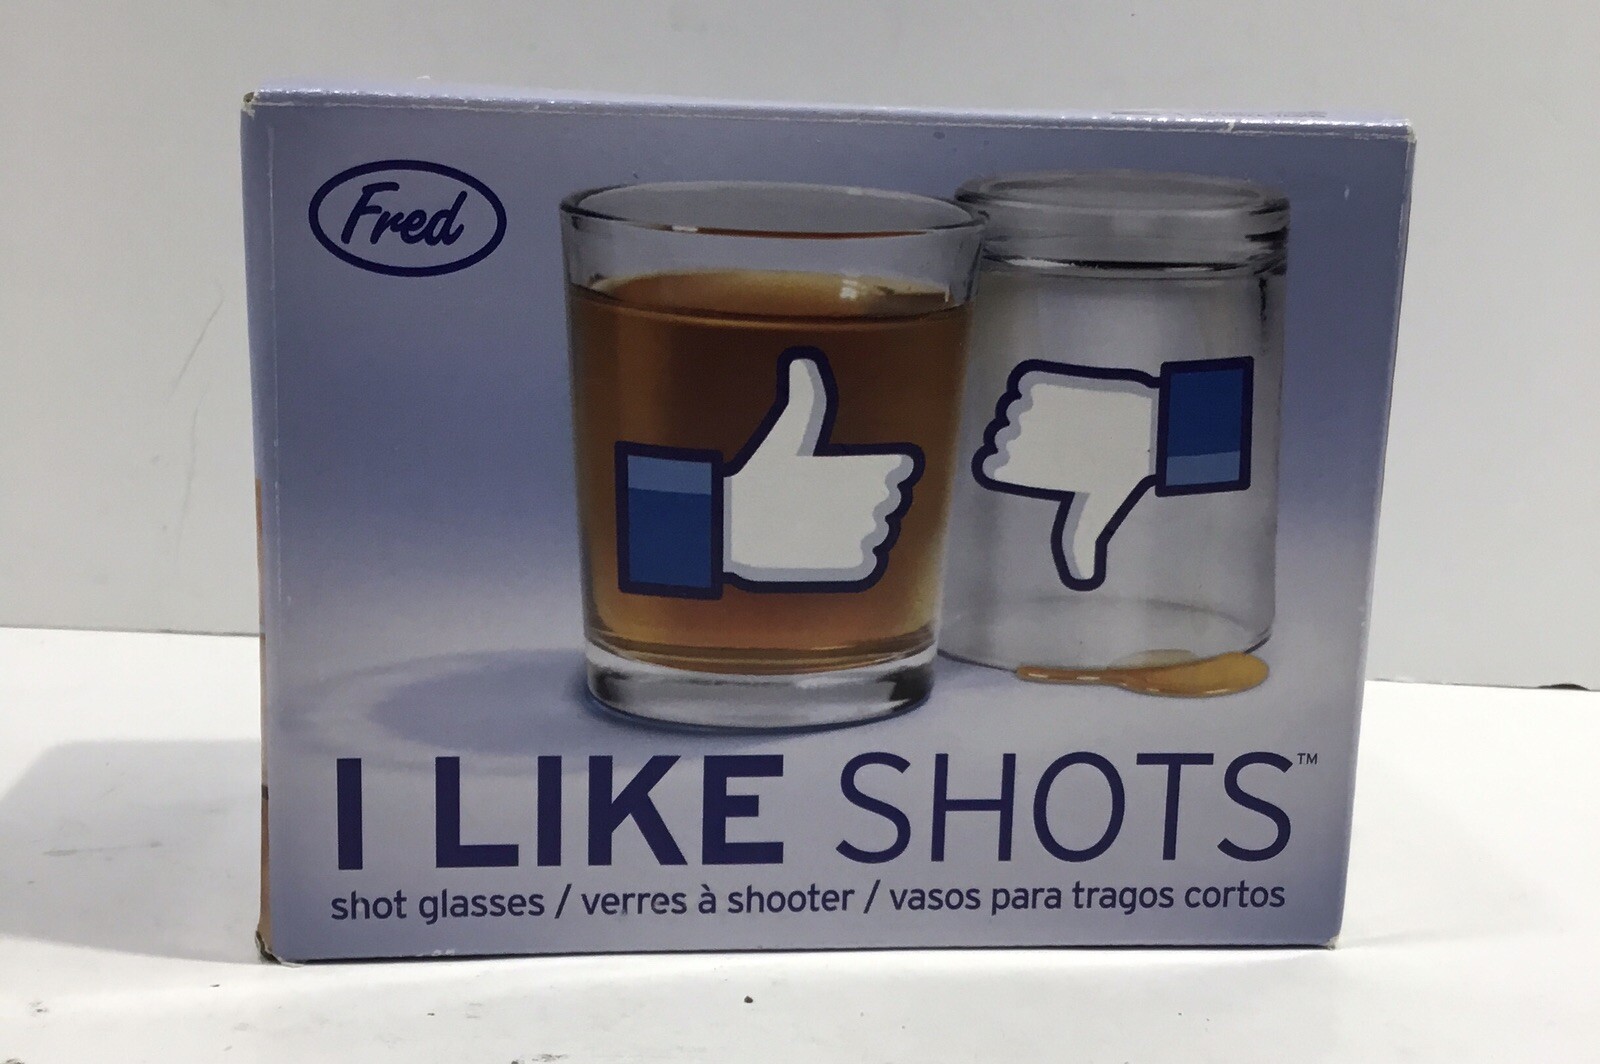 Fred
I LIKE SHOTS™
shot glasses / verres à shooter / vasos para tragos cortos